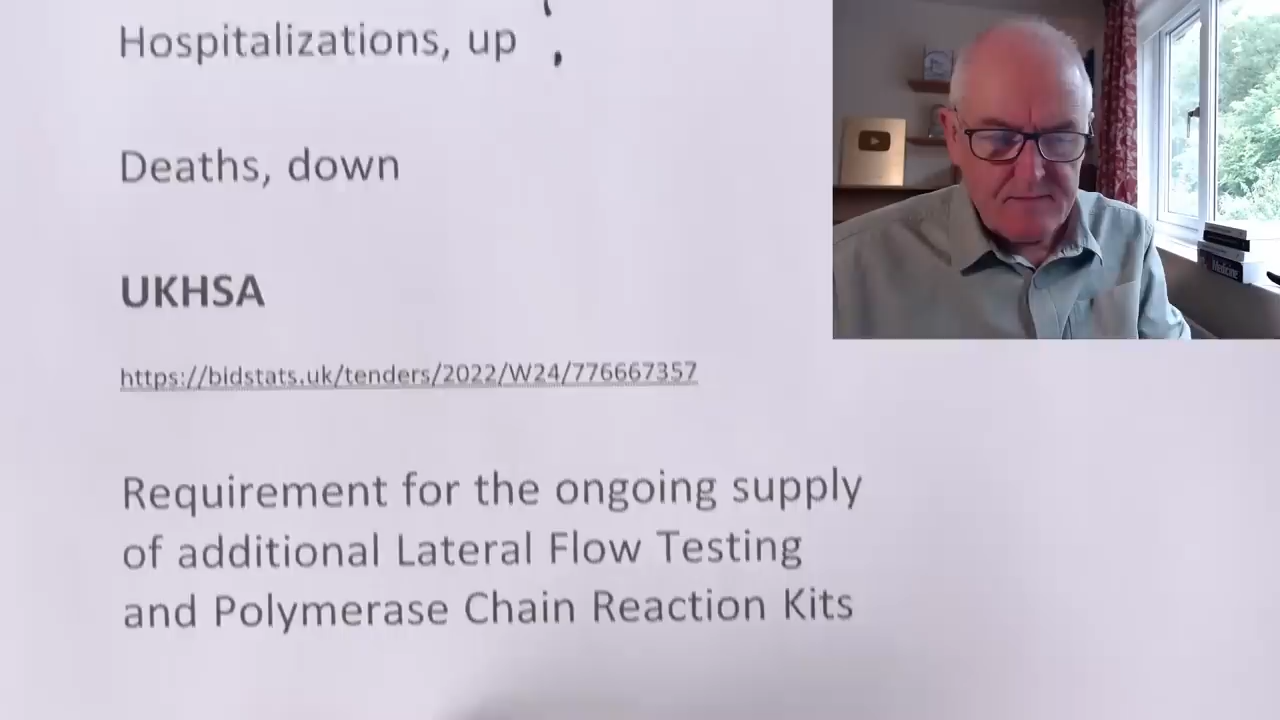 Hospitalizations, up
Deaths, down
UKHSA
https://bidstats.uk/tenders/2022/W24/776667357
Requirement for the ongoing supply
of additional Lateral Flow Testing
and Polymerase Chain Reaction Kits
Medicine